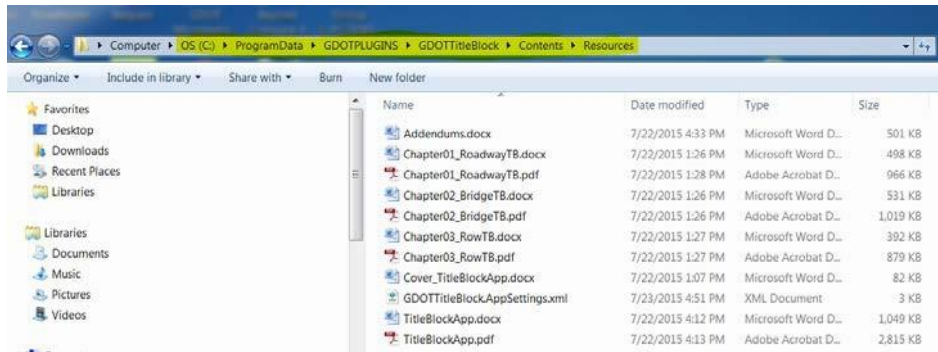 Computer ▸ OS (C:) ▸ ProgramData ▸ GDOTPLUGINS ▸ GDOTTitleBlock ▸ Contents ▸ Resources
Organize Include in library Share with Burn New folder
Favorites
Desktop
Downloads
Recent Places
Libraries
Libraries
Documents
Music
Pictures
Videos
Name Date modified Type Size
Addendums.docx 7/22/2015 4:33 PM Microsoft Word D... 501 KB
Chapter01_RoadwayTB.docx 7/22/2015 1:26 PM Microsoft Word D... 498 KB
Chapter01_RoadwayTB.pdf 7/22/2015 1:28 PM Adobe Acrobat D... 966 KB
Chapter02_BridgeTB.docx 7/22/2015 1:26 PM Microsoft Word D... 531 KB
Chapter02_BridgeTB.pdf 7/22/2015 1:26 PM Adobe Acrobat D... 1,019 KB
Chapter03_RowTB.docx 7/22/2015 1:27 PM Microsoft Word D... 392 KB
Chapter03_RowTB.pdf 7/22/2015 1:27 PM Adobe Acrobat D... 879 KB
Cover_TitleBlockApp.docx 7/22/2015 1:07 PM Microsoft Word D... 82 KB
GDOTTitleBlock.AppSettings.xml 7/23/2015 4:51 PM XML Document 3 KB
TitleBlockApp.docx 7/22/2015 4:12 PM Microsoft Word D... 1,049 KB
TitleBlockApp.pdf 7/22/2015 4:13 PM Adobe Acrobat D... 2,815 KB